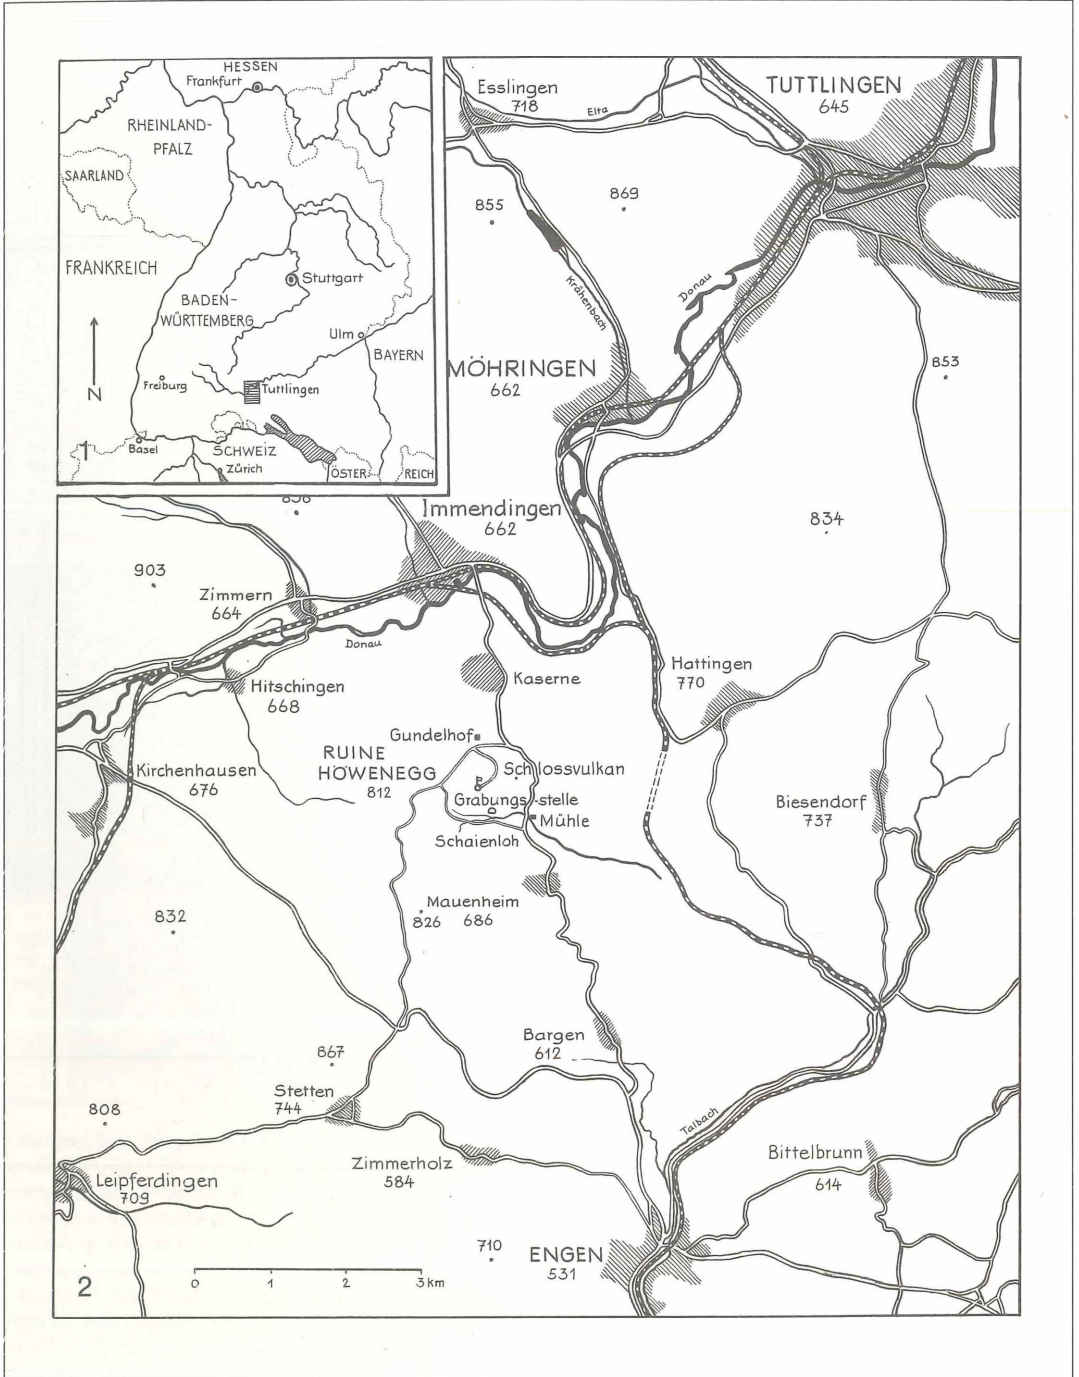 HESSEN
Frankfurt
RHEINLAND-
PFALZ
SAARLAND
FRANKREICH
Stuttgart
BADEN-
WÜRTTEMBERG
Ulm
BAYERN
N
Freiburg
Tuttlingen
1
Basel
SCHWEIZ
Zürich
ÖSTER-
REICH
Esslingen
718
Elta
TUTTLINGEN
645
855
869
Krähenbach
Donau
MÖHRINGEN
662
853
Immendingen
662
834
903
Zimmern
664
Donau
Hattingen
770
Kaserne
Hitschingen
668
Gundelhof
RUINE
HÖWENEGG
812
Schlossvulkan
Kirchenhausen
676
Grabungs-stelle
Mühle
Biesendorf
737
Schaienloh
832
Mauenheim
826 686
Bargen
612
867
Stetten
744
808
Talbach
Zimmerholz
584
Bittelbrunn
614
Leipferdingen
709
710
ENGEN
531
2
0 1 2 3 km